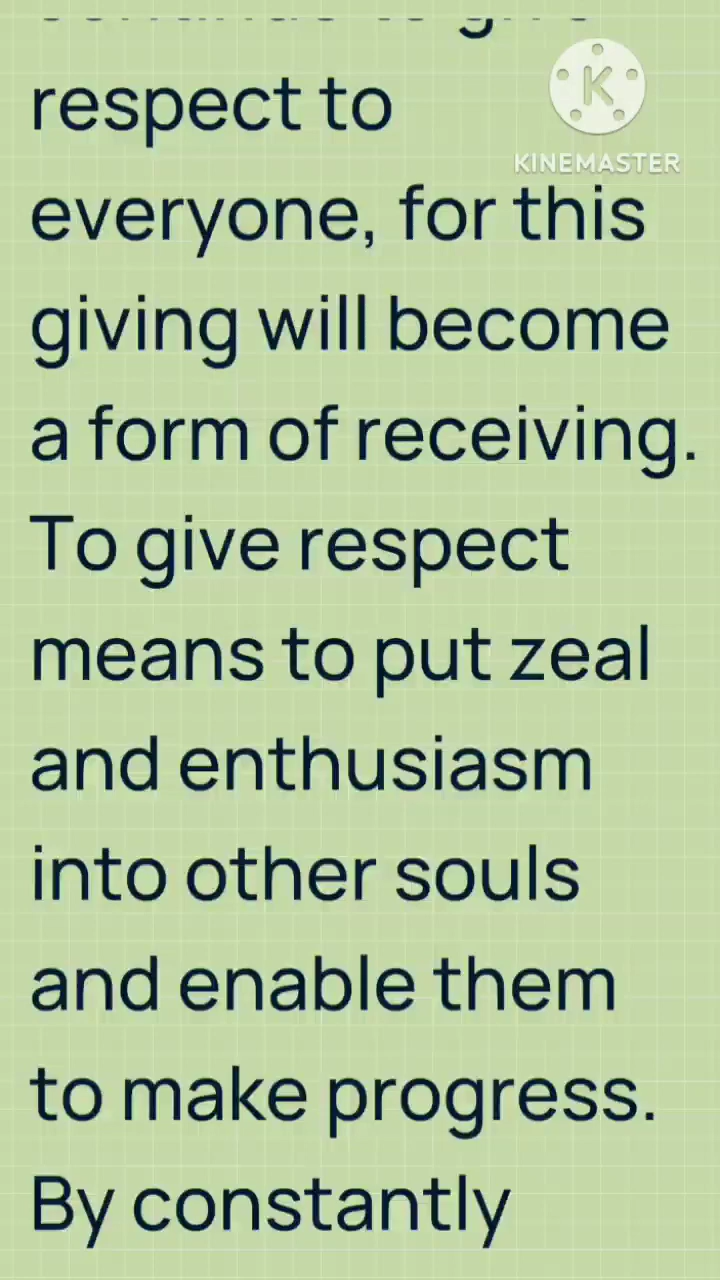 respect to
KINEMASTER
everyone, for this
giving will become
a form of receiving.
To give respect
means to put zeal
and enthusiasm
into other souls
and enable them
to make progress.
By constantly